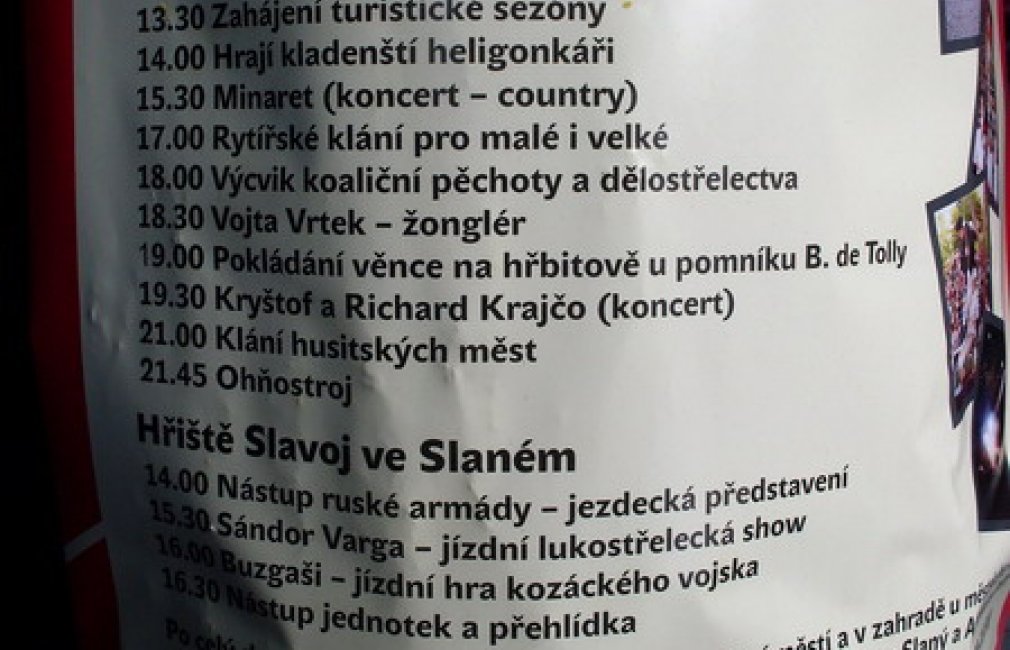 13.30 Zahájení turistické sezóny
14.00 Hrají kladenští heligonkáři
15.30 Minaret (koncert – country)
17.00 Rytířské klání pro malé i velké
18.00 Výcvik koaliční pěchoty a dělostřelectva
18.30 Vojta Vrtek – žonglér
19.00 Pokládání věnce na hřbitově u pomníku B. de Tolly
19.30 Kryštof a Richard Krajčo (koncert)
21.00 Klání husitských měst
21.45 Ohňostroj
Hřiště Slavoj ve Slaném
14.00 Nástup ruské armády – jezdecká představení
15.30 Sándor Varga – jízdní lukostřelecká show
16.00 Buzgaši – jízdní hra kozáckého vojska
16.30 Nástup jednotek a přehlídka
Po a v zahradě u
Slaný a